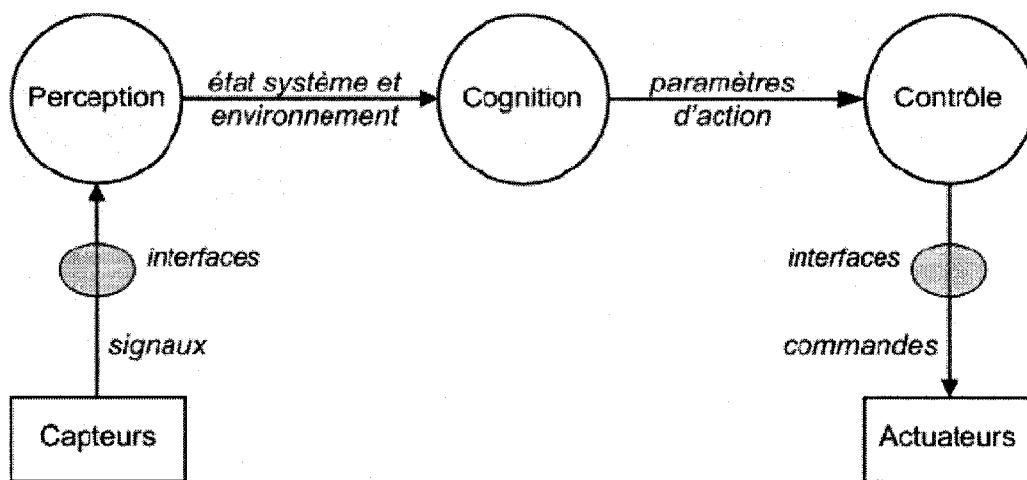 Perception
état système et
environnement
Cognition
paramètres
d'action
Contrôle
interfaces
interfaces
signaux
commandes
Capteurs
Actuateurs